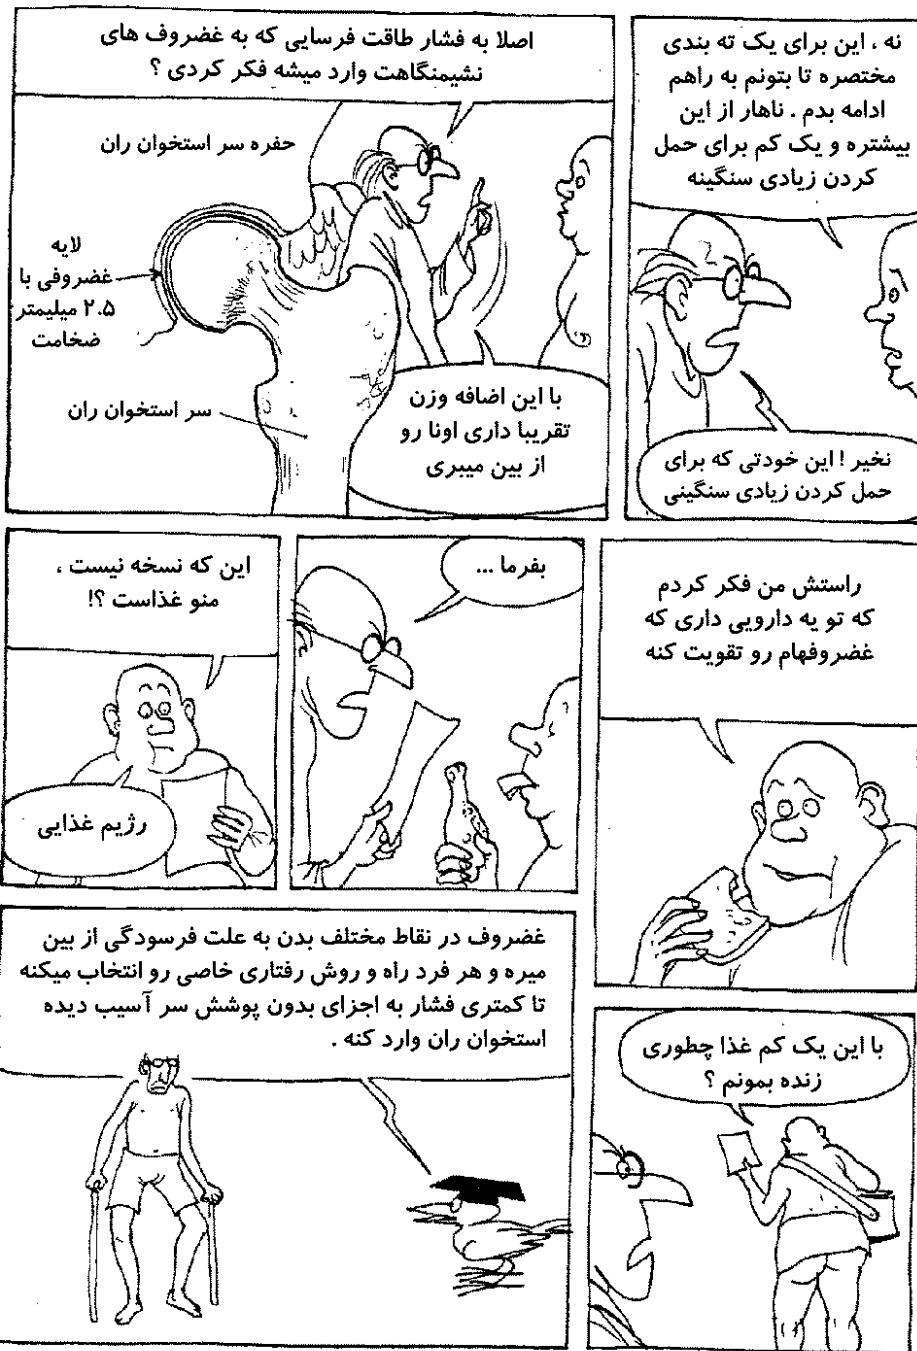 نه ، این برای یک ته بندی
مختصره تا بتونم به راهم
ادامه بدم . ناهار از این
بیشتره و یک کم برای حمل
کردن زیادی سنگینه
نخیر ! این خودتی که برای
حمل کردن زیادی سنگینی
اصلا به فشار طاقت فرسایی که به غضروف های
نشیمنگاهت وارد میشه فکر کردی ؟
حفره سر استخوان ران
لایه
غضروفی با
۲.۵ میلیمتر
ضخامت
سر استخوان ران
با این اضافه وزن
تقریبا داری اونا رو
از بین میبری
راستش من فکر کردم
که تو یه دارویی داری که
غضروفهام رو تقویت کنه
بفرما ...
این که نسخه نیست ،
منو غذاست ؟!
رژیم غذایی
با این یک کم غذا چطوری
زنده بمونم ؟
غضروف در نقاط مختلف بدن به علت فرسودگی از بین
میره و هر فرد راه و روش رفتاری خاصی رو انتخاب میکنه
تا کمتری فشار به اجزای بدون پوشش سر آسیب دیده
استخوان ران وارد کنه .